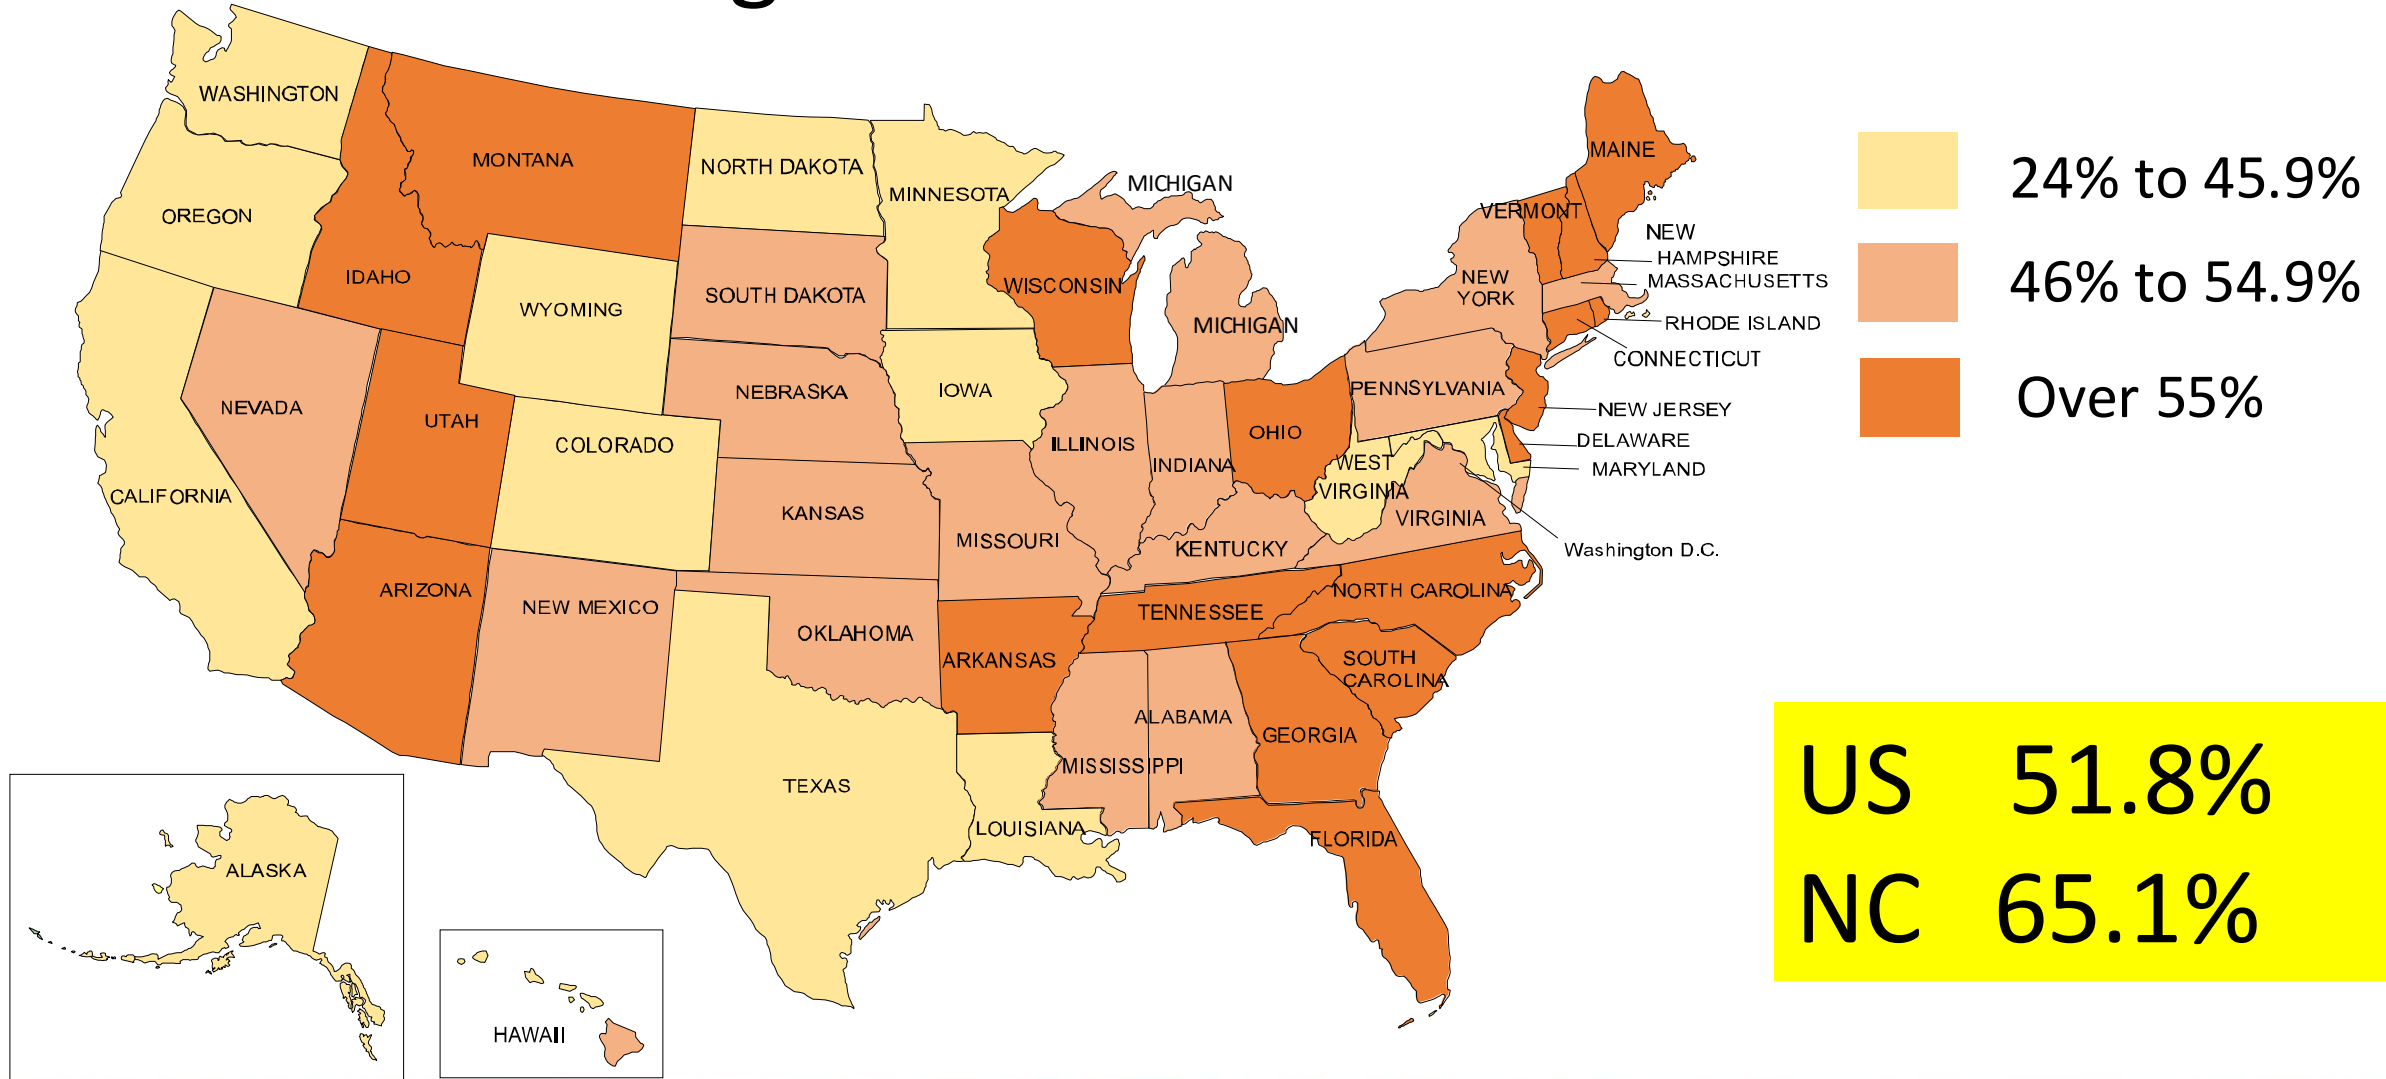 WASHINGTON
MONTANA
NORTH DAKOTA
MINNESOTA
MICHIGAN
MAINE
OREGON
VERMONT
NEW
HAMPSHIRE
MASSACHUSETTS
IDAHO
WYOMING
SOUTH DAKOTA
WISCONSIN
MICHIGAN
NEW
YORK
RHODE ISLAND
CONNECTICUT
NEVADA
UTAH
COLORADO
NEBRASKA
IOWA
ILLINOIS
INDIANA
OHIO
PENNSYLVANIA
NEW JERSEY
DELAWARE
MARYLAND
CALIFORNIA
KANSAS
MISSOURI
KENTUCKY
WEST
VIRGINIA
VIRGINIA
Washington D.C.
ARIZONA
NEW MEXICO
OKLAHOMA
ARKANSAS
TENNESSEE
NORTH CAROLINA
SOUTH
CAROLINA
TEXAS
LOUISIANA
MISSISSIPPI
ALABAMA
GEORGIA
FLORIDA
ALASKA
HAWAII
24% to 45.9%
46% to 54.9%
Over 55%
US 51.8%
NC 65.1%